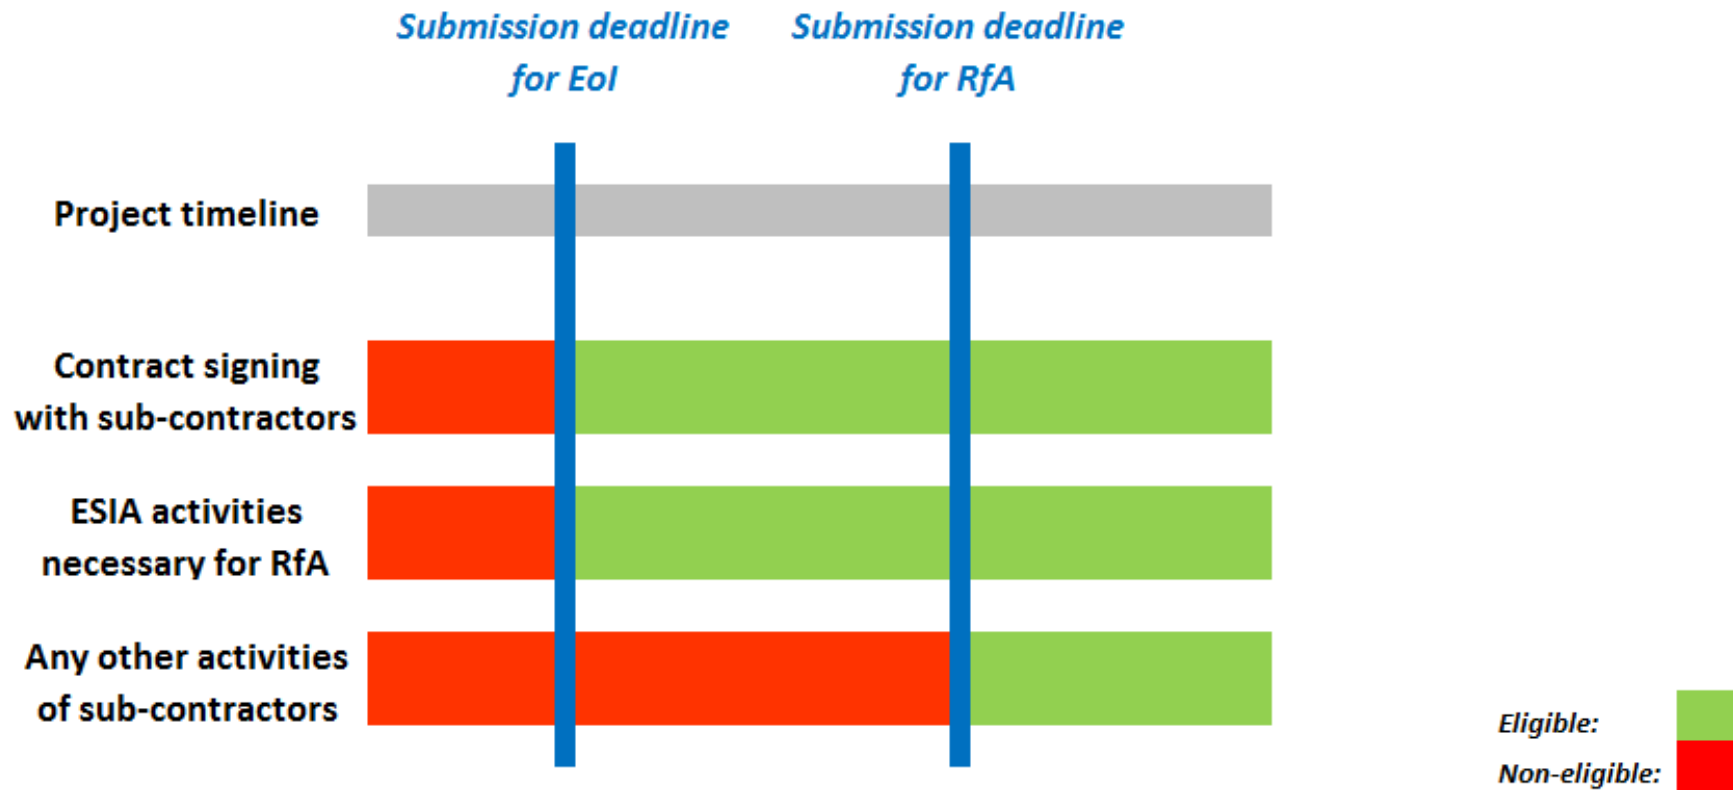 Submission deadline
for EoI
Submission deadline
for RfA
Project timeline
Contract signing
with sub-contractors
ESIA activities
necessary for RfA
Any other activities
of sub-contractors
Eligible:
Non-eligible: